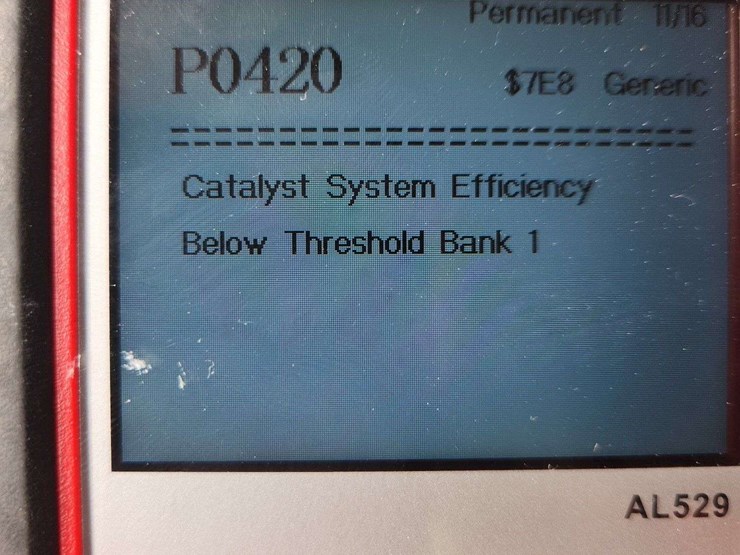 Permanent 11/16
P0420
$7E8 Generic
================================
Catalyst System Efficiency
Below Threshold Bank 1
AL529